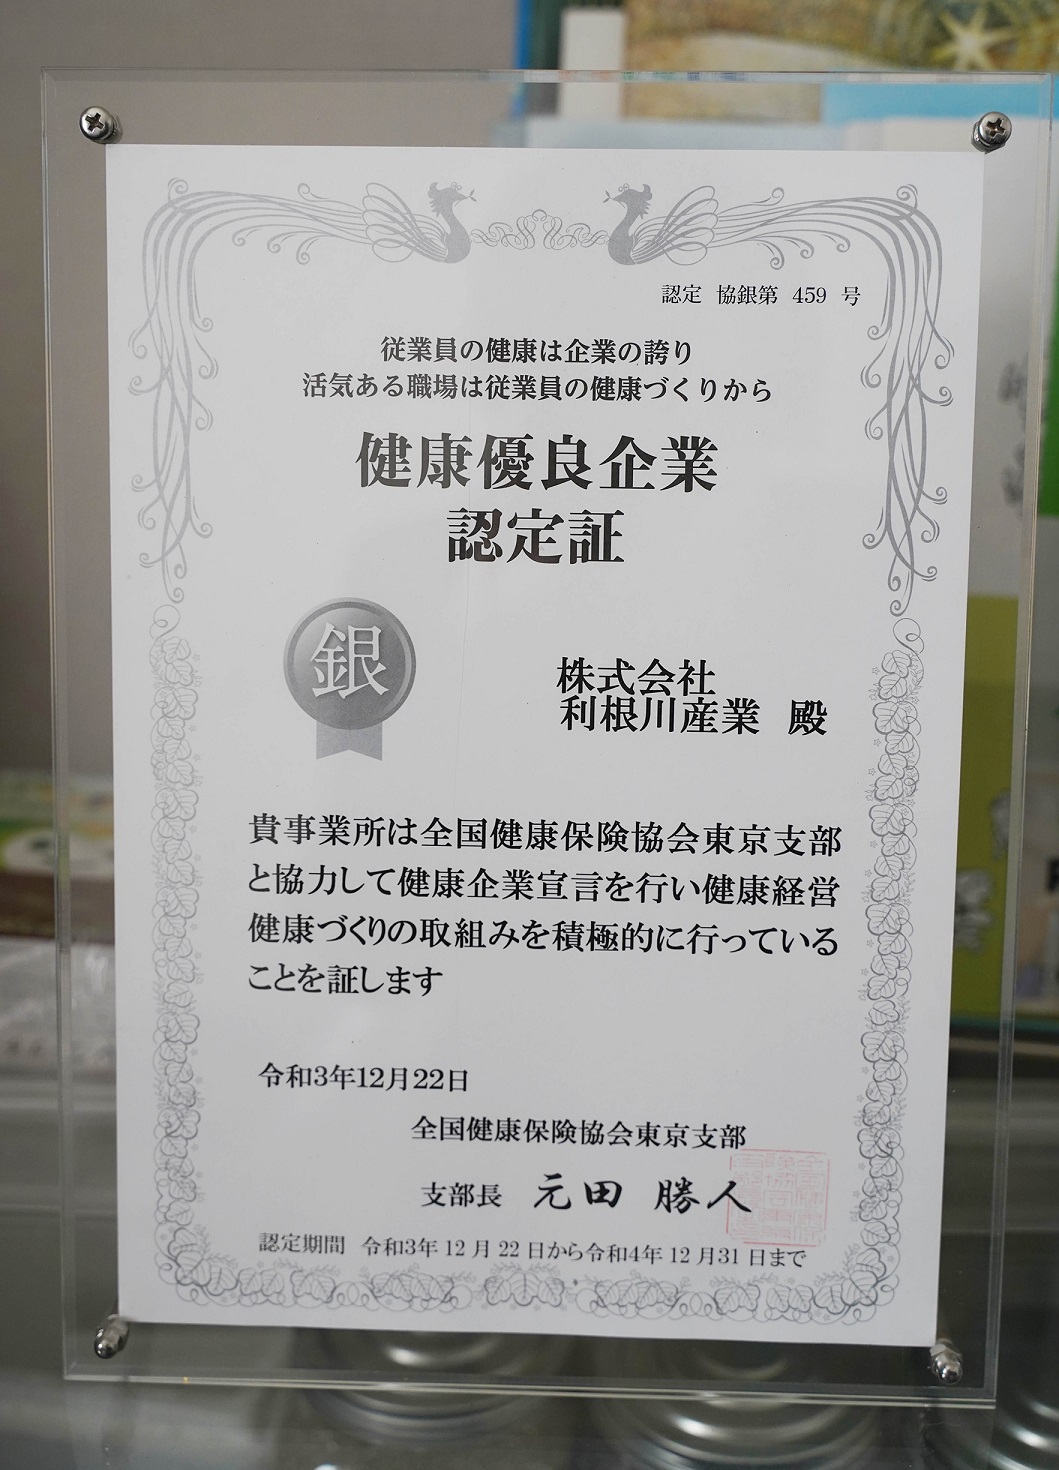 認定 協銀第 459 号
従業員の健康は企業の誇り
活気ある職場は従業員の健康づくりから
健康優良企業
認定証
銀
株式会社
利根川産業 殿
貴事業所は全国健康保険協会東京支部
と協力して健康企業宣言を行い健康経営
健康づくりの取組みを積極的に行っている
ことを証します
令和3年12月22日
全国健康保険協会東京支部
支部長 元田 勝人
認定期間 令和3年 12 月 22 日から令和4年 12 月 31 日まで